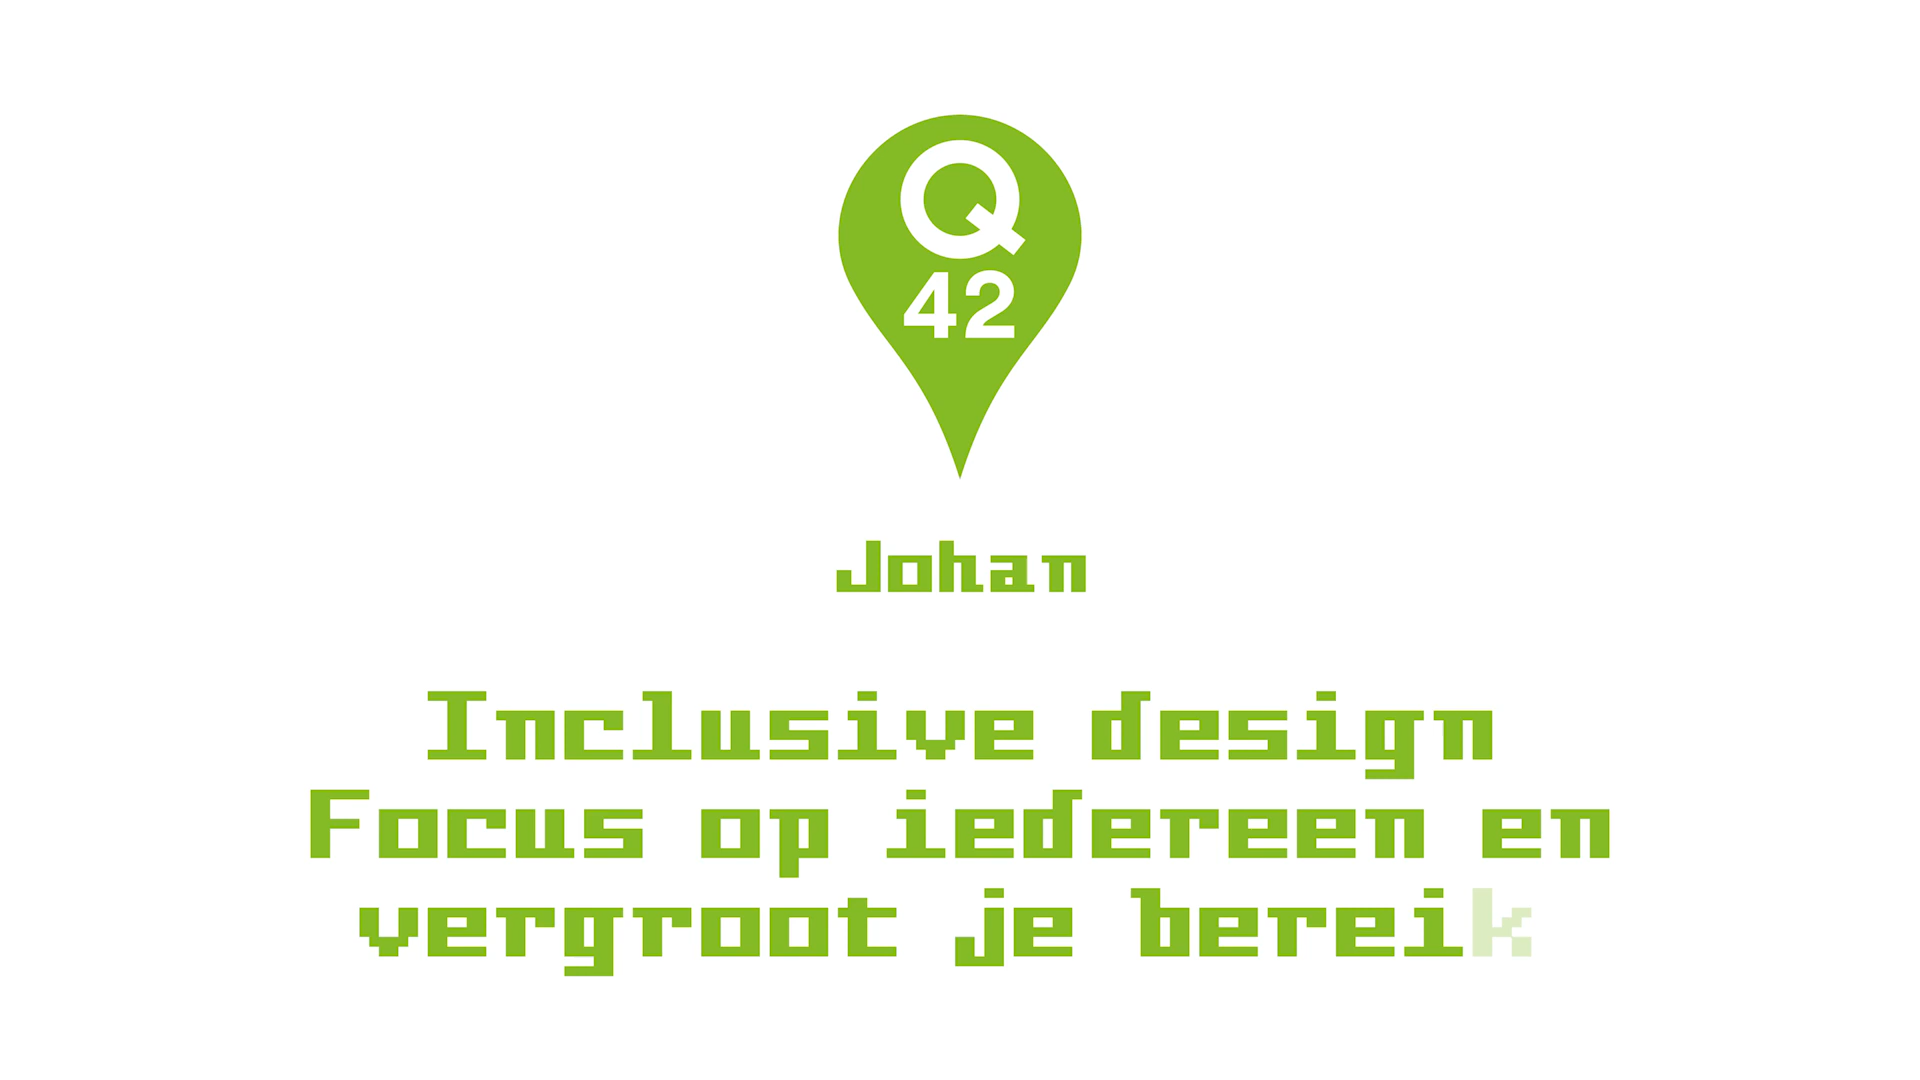 Q
42
Johan
Inclusive design
Focus op iedereen en
vergroot je bereik